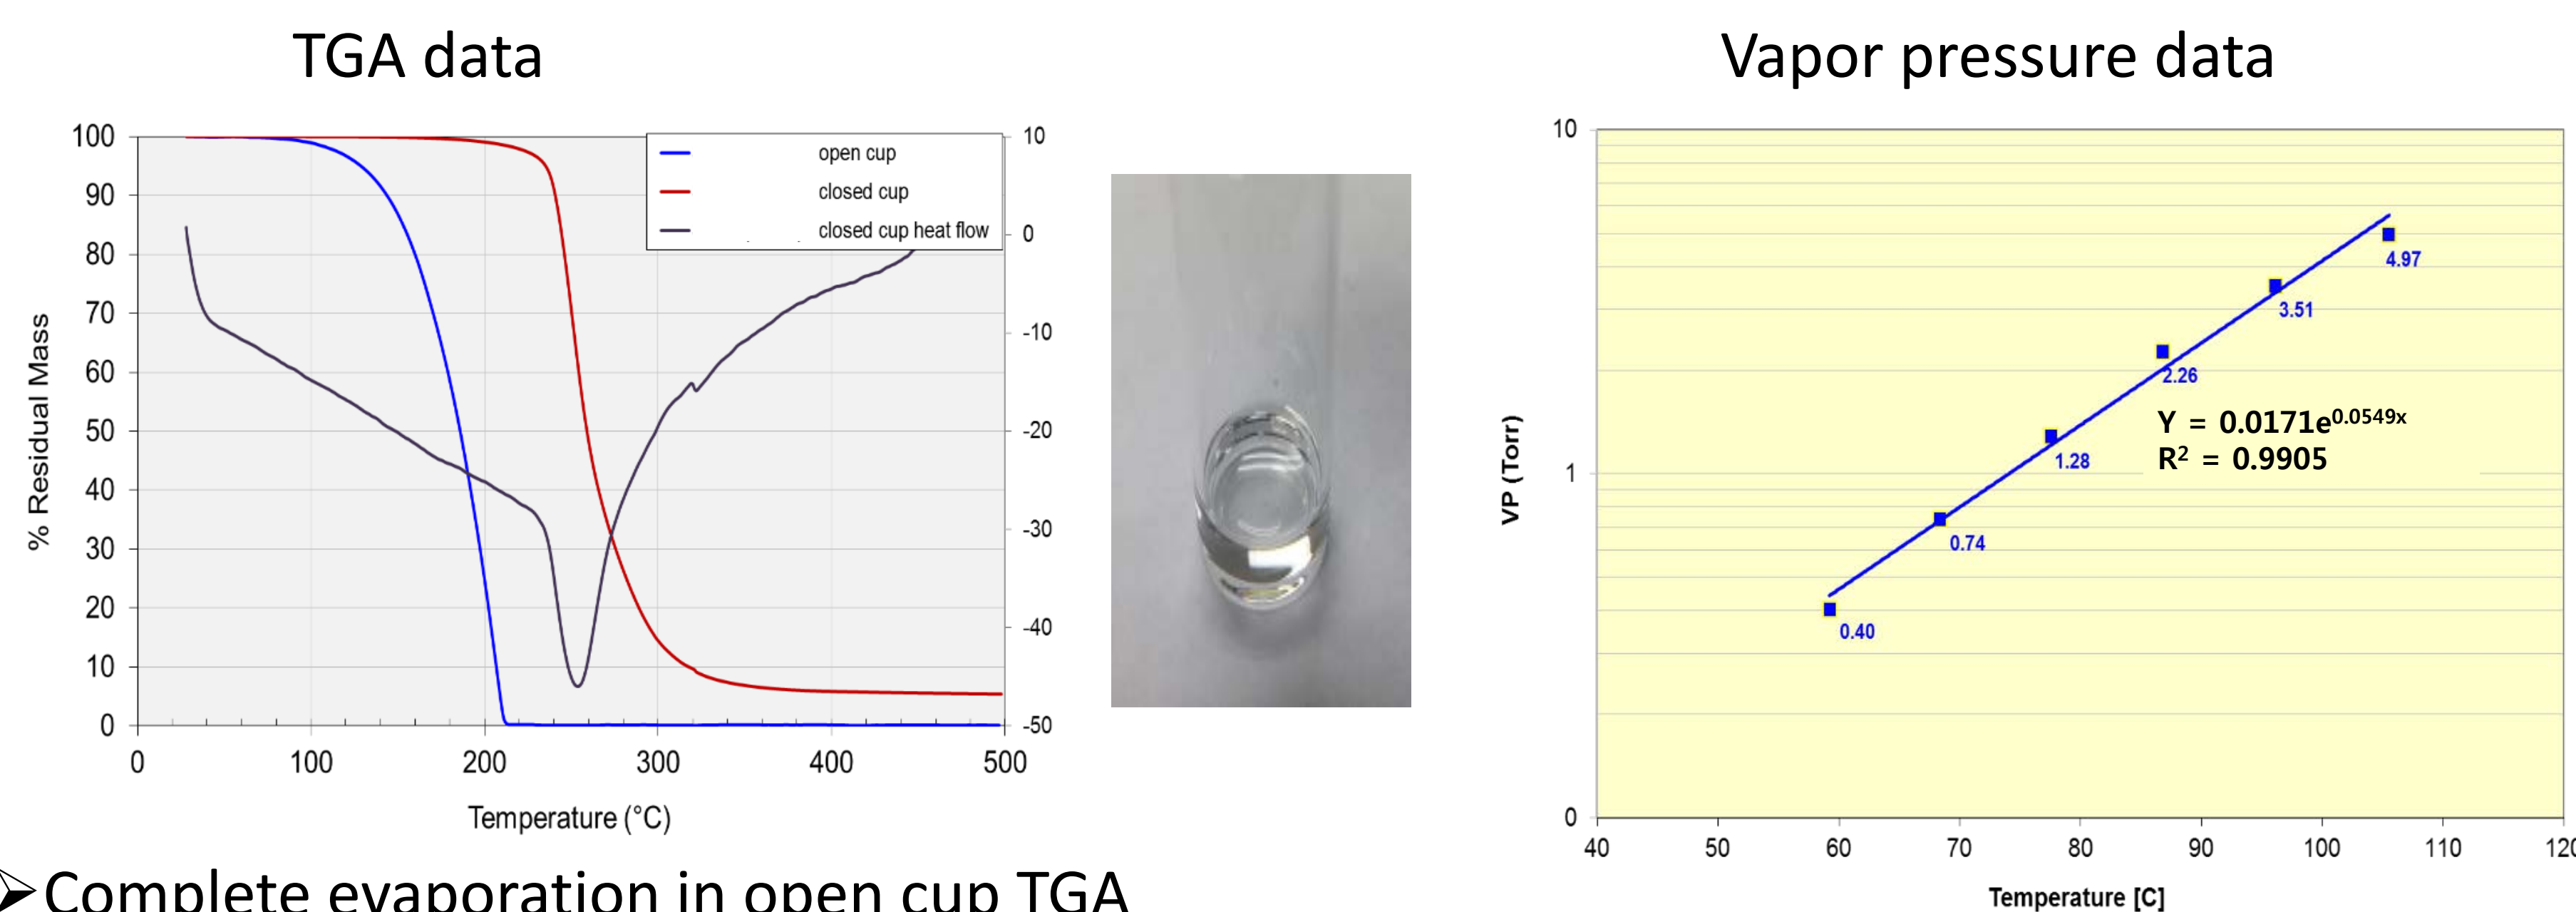 TGA data
Vapor pressure data
100
90
80
70
60
50
40
30
20
10
0
% Residual Mass
10
0
-10
-20
-30
-40
-50
open cup
closed cup
closed cup heat flow
0 100 200 300 400 500
Temperature (°C)
10
1
0
VP (Torr)
4.97
3.51
2.26
1.28
0.74
0.40
Y = 0.0171e^0.0549x
R² = 0.9905
40 50 60 70 80 90 100 110 120
Temperature [C]
➢Complete evaporation in open cup TGA